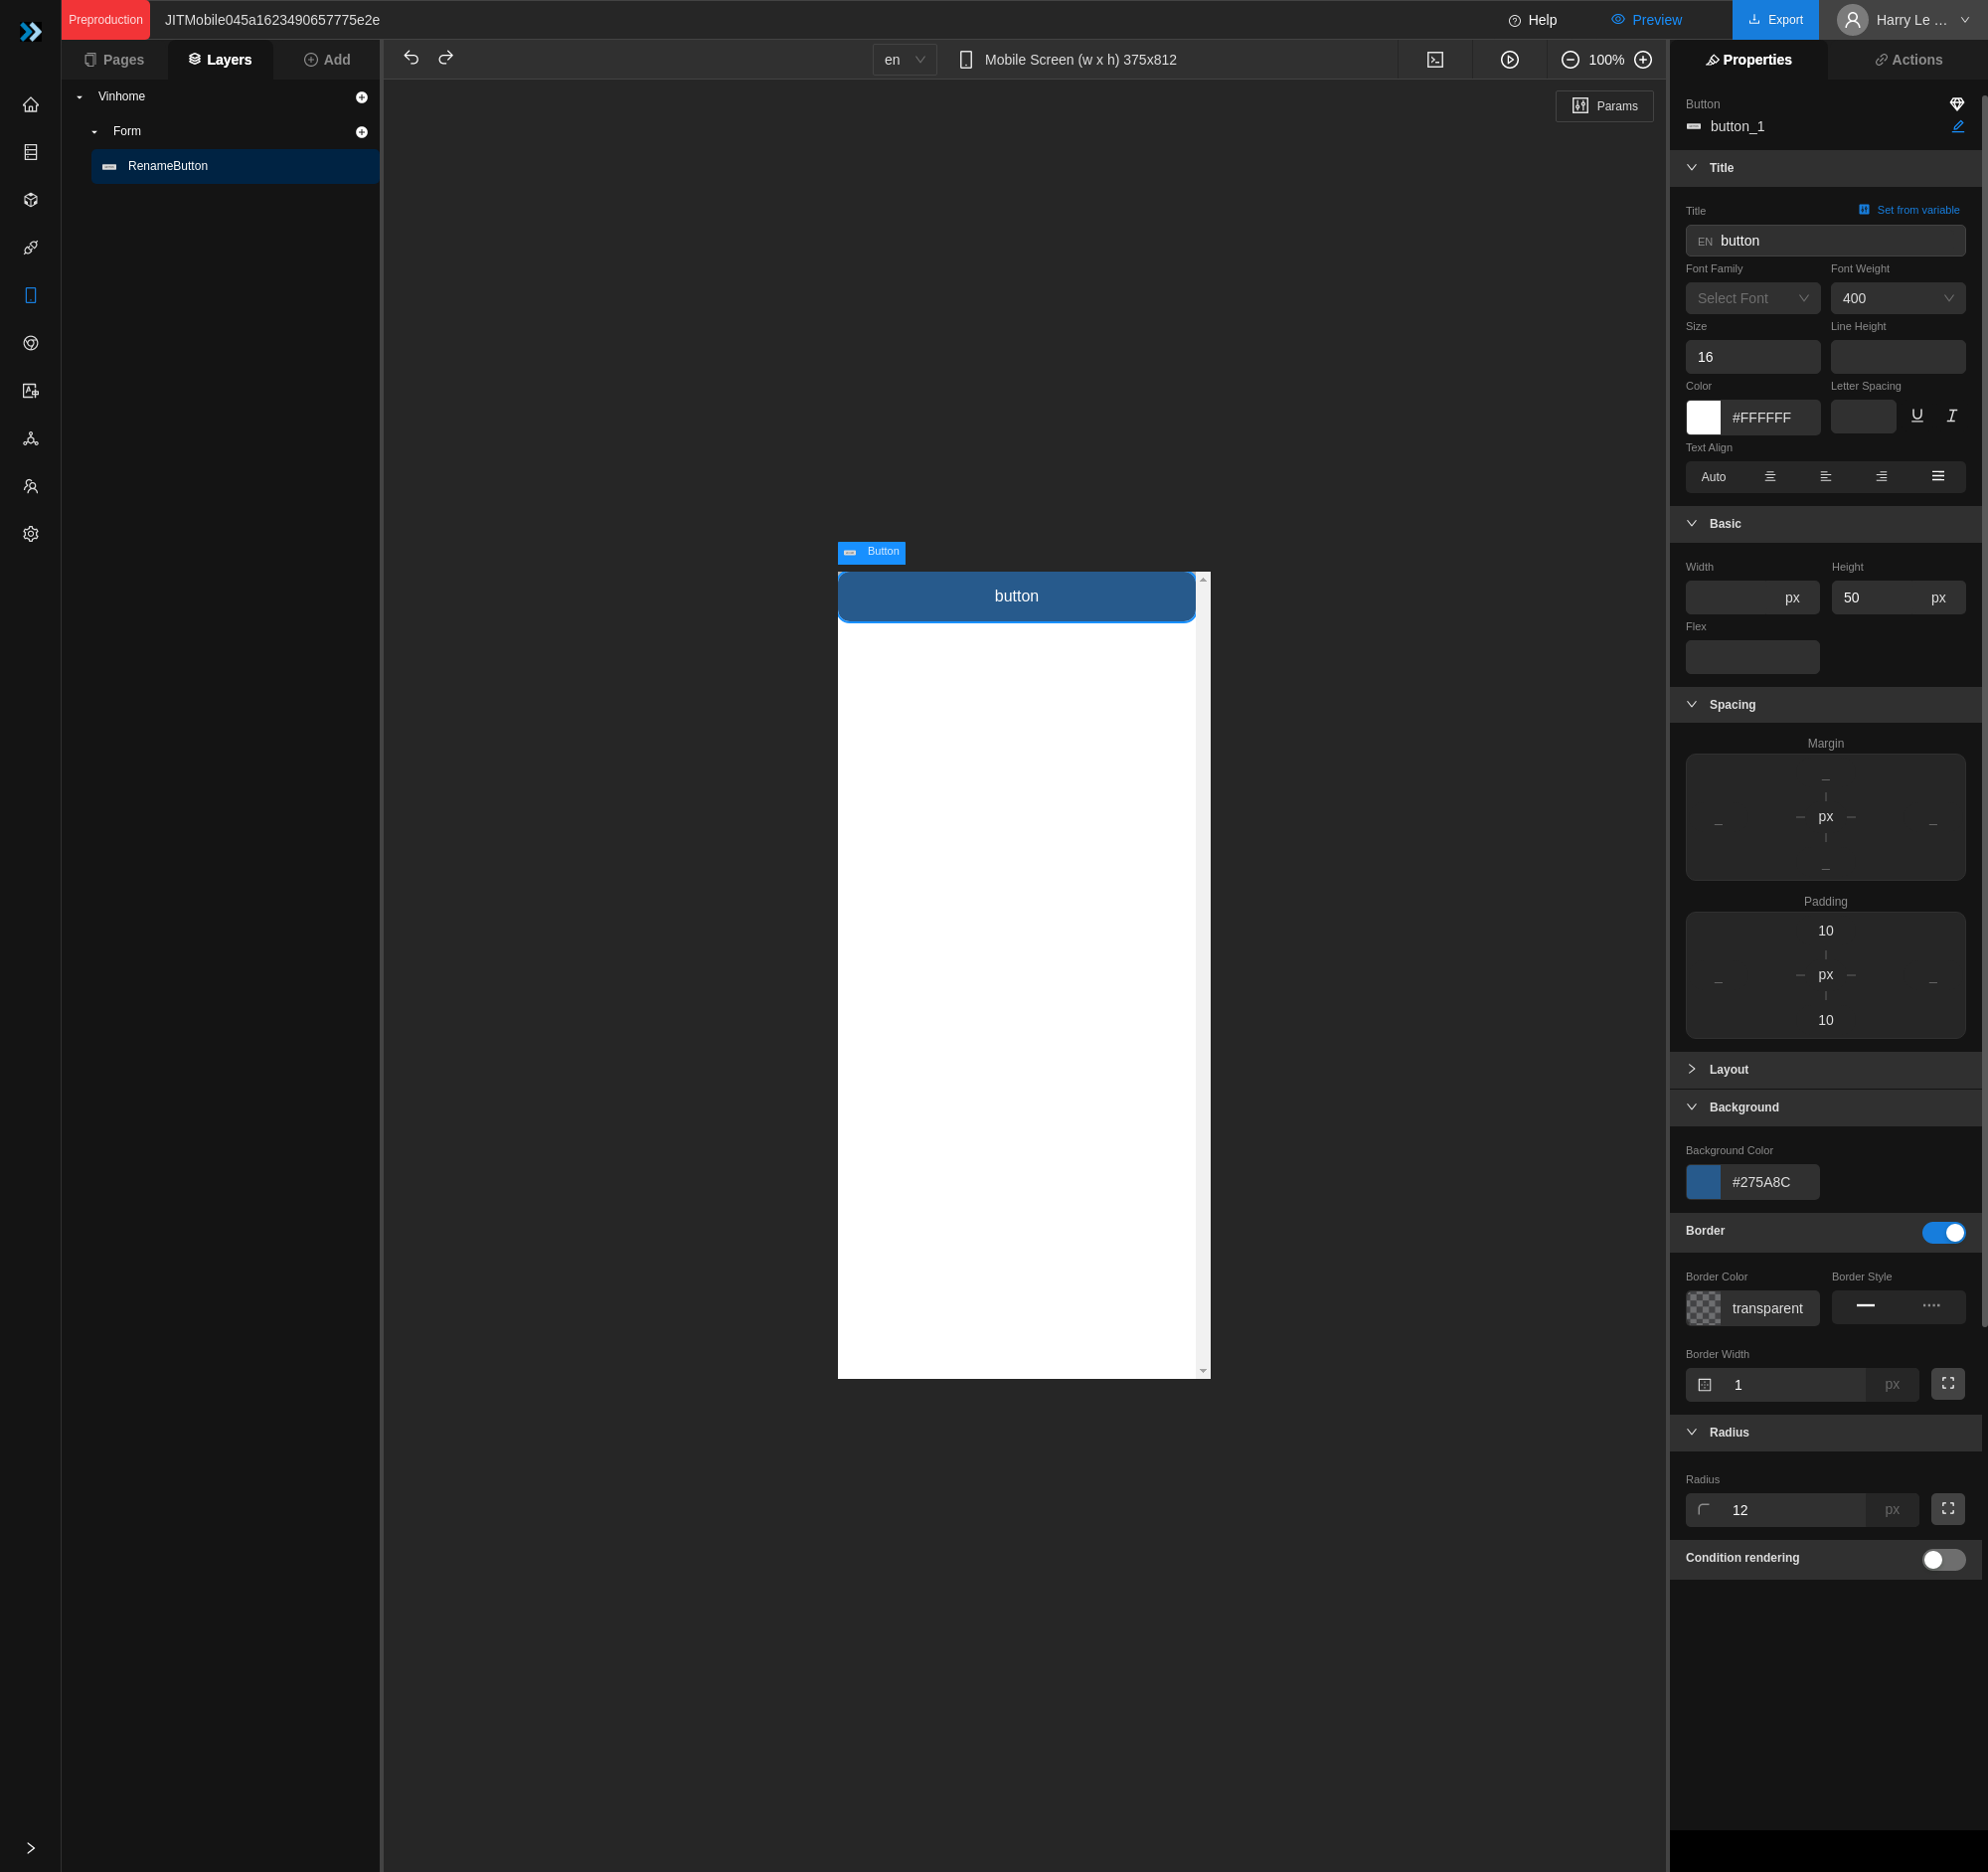 Preproduction
JITMobile045a1623490657775e2e
Help
Preview
Export
Harry Le ...
Pages
Layers
Add
en
Mobile Screen (w x h) 375x812
100%
Properties
Actions
Vinhome
Form
RenameButton
Params
Button
button
Button
button_1
Title
Title
Set from variable
EN button
Font Family
Font Weight
Select Font
400
Size
Line Height
16
Color
Letter Spacing
#FFFFFF
Text Align
Auto
Basic
Width
Height
px
50 px
Flex
Spacing
Margin
px
Padding
10
px
10
Layout
Background
Background Color
#275A8C
Border
Border Color
Border Style
transparent
Border Width
1 px
Radius
Radius
12 px
Condition rendering